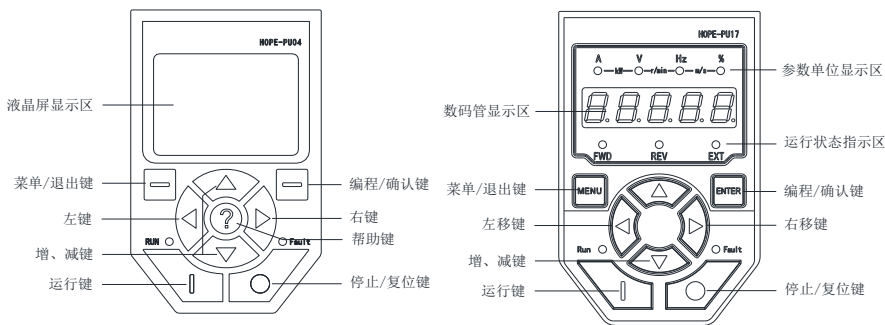 HOPE-PU04
液晶屏显示区
菜单/退出键
编程/确认键
左键
右键
?
帮助键
RUN
Fault
增、减键
运行键
停止/复位键
HOPE-PU17
A V Hz %
kW r/min m/s
参数单位显示区
数码管显示区
8.8.8.8.8.
运行状态指示区
FWD REV EXT
菜单/退出键
MENU
ENTER
编程/确认键
左移键
右移键
Run
Fault
增、减键
运行键
停止/复位键